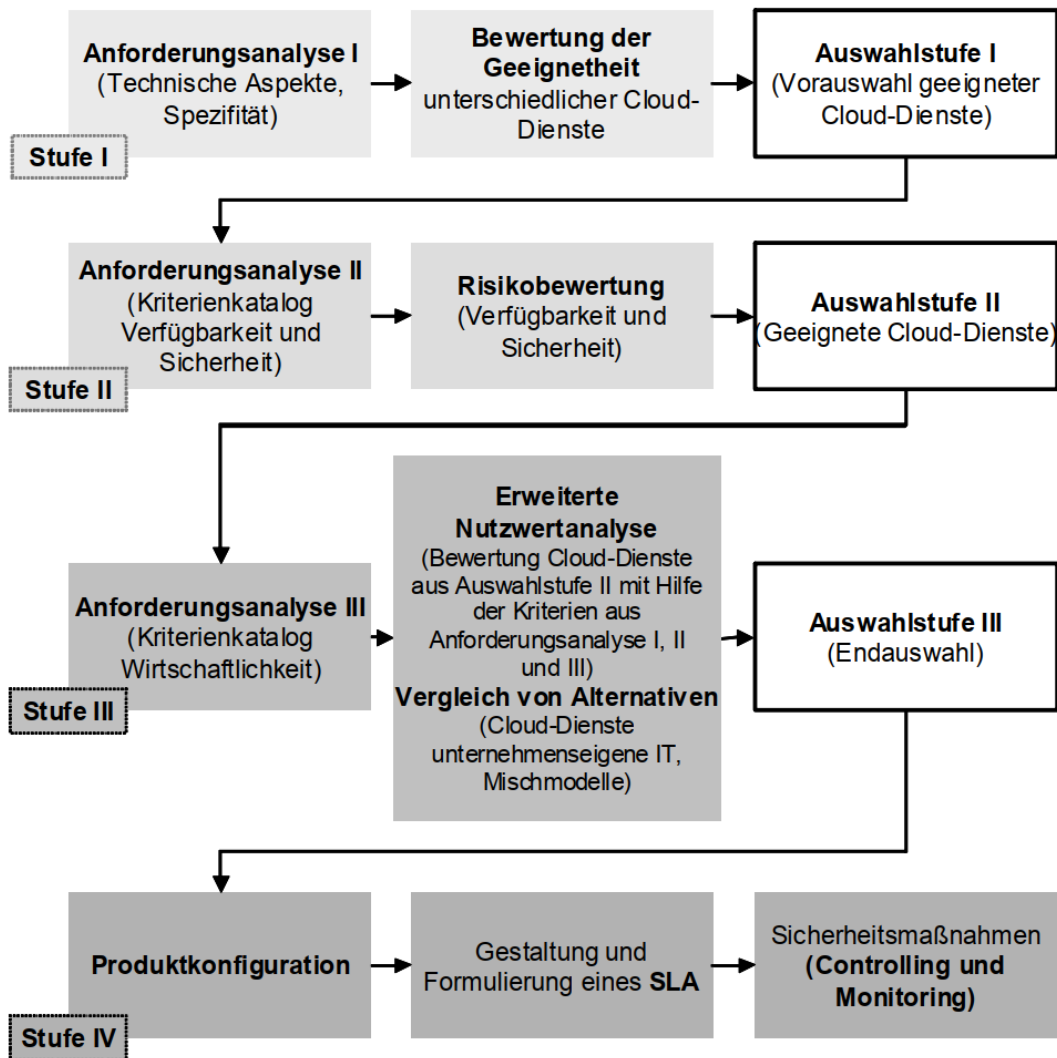 Anforderungsanalyse I
(Technische Aspekte,
Spezifität)
Bewertung der
Geeignetheit
unterschiedlicher Cloud-
Dienste
Auswahlstufe I
(Vorauswahl geeigneter
Cloud-Dienste)
Stufe I
Anforderungsanalyse II
(Kriterienkatalog
Verfügbarkeit und
Sicherheit)
Risikobewertung
(Verfügbarkeit und
Sicherheit)
Auswahlstufe II
(Geeignete Cloud-Dienste)
Stufe II
Anforderungsanalyse III
(Kriterienkatalog
Wirtschaftlichkeit)
Erweiterte
Nutzwertanalyse
(Bewertung Cloud-Dienste
aus Auswahlstufe II mit Hilfe
der Kriterien aus
Anforderungsanalyse I, II
und III)
Vergleich von Alternativen
(Cloud-Dienste
unternehmenseigene IT,
Mischmodelle)
Auswahlstufe III
(Endauswahl)
Stufe III
Produktkonfiguration
Gestaltung und
Formulierung eines SLA
Sicherheitsmaßnahmen
(Controlling und
Monitoring)
Stufe IV